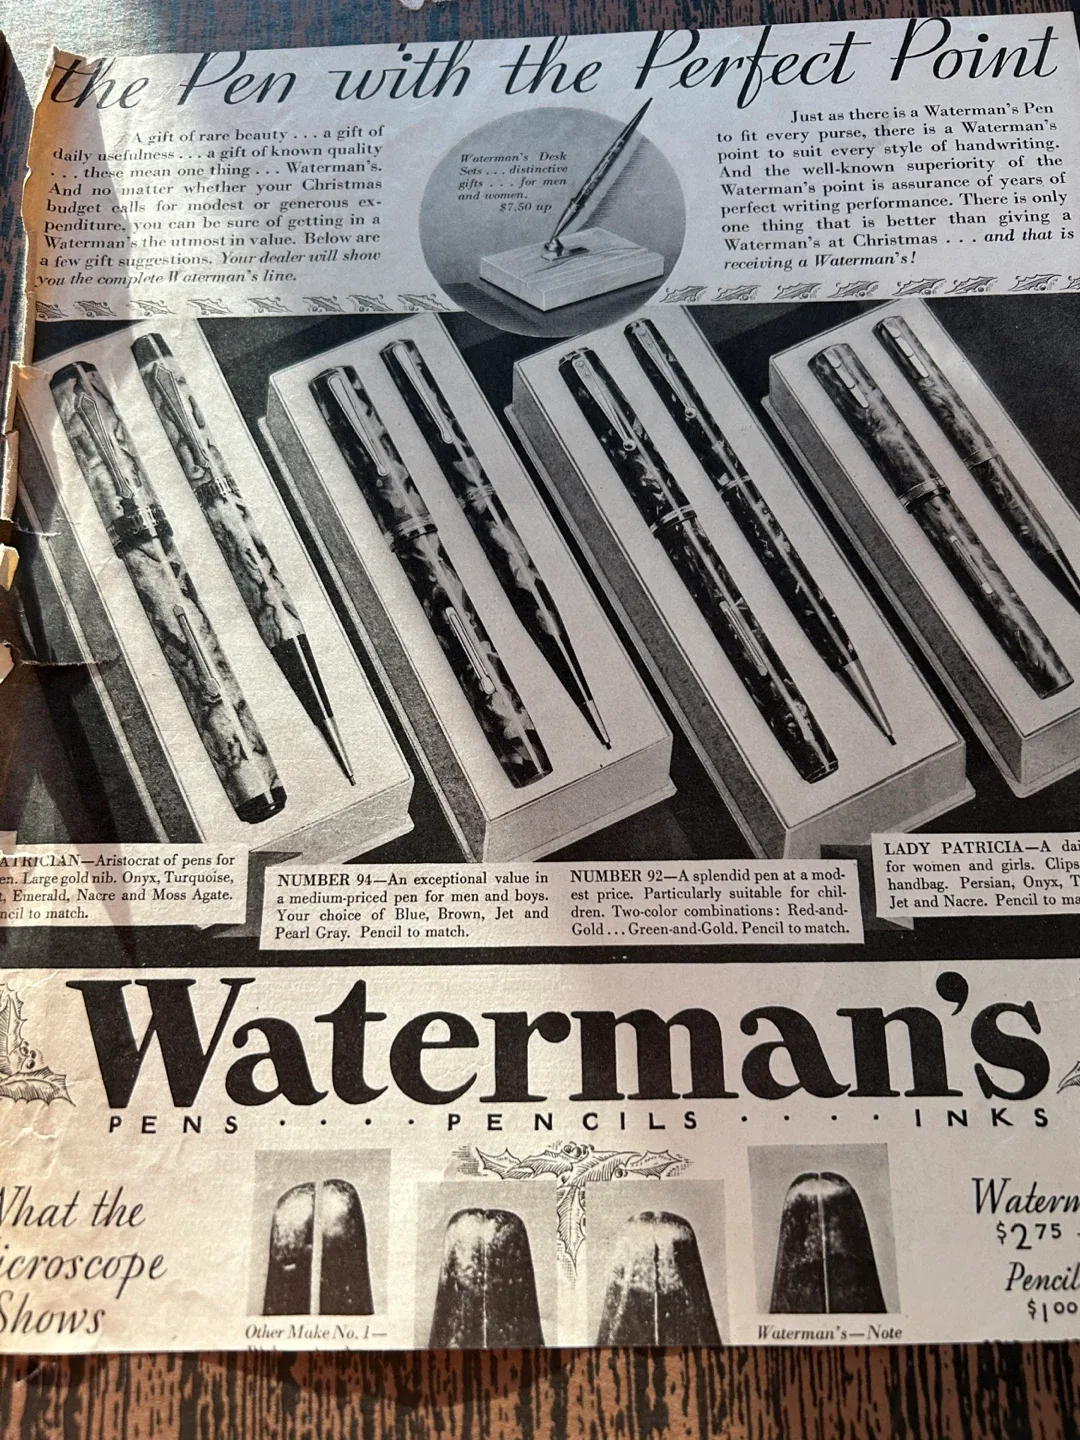 the Pen with the Perfect Point
A gift of rare beauty . . . a gift of
daily usefulness . . . a gift of known quality
. . . these mean one thing . . . Waterman's.
And no matter whether your Christmas
budget calls for modest or generous ex-
penditure, you can be sure of getting in a
Waterman's the utmost in value. Below are
a few gift suggestions. Your dealer will show
you the complete Waterman's line.
Waterman's Desk
Sets . . . distinctive
gifts . . . for men
and women.
$7.50 up
Just as there is a Waterman's Pen
to fit every purse, there is a Waterman's
point to suit every style of handwriting.
And the well-known superiority of the
Waterman's point is assurance of years of
perfect writing performance. There is only
one thing that is better than giving a
Waterman's at Christmas . . . and that is
receiving a Waterman's!
ATRICIAN—Aristocrat of pens for
en. Large gold nib. Onyx, Turquoise,
t, Emerald, Nacre and Moss Agate.
ncil to match.
NUMBER 94—An exceptional value in
a medium-priced pen for men and boys.
Your choice of Blue, Brown, Jet and
Pearl Gray. Pencil to match.
NUMBER 92—A splendid pen at a mod-
est price. Particularly suitable for chil-
dren. Two-color combinations: Red-and-
Gold . . . Green-and-Gold. Pencil to match.
LADY PATRICIA—A dai
for women and girls. Clips
handbag. Persian, Onyx, T
Jet and Nacre. Pencil to ma
Waterman's
PENS · · · · PENCILS · · · · INKS
What the
icroscope
Shows
Other Make No. 1—
Waterman's—Note
Waterm
$2.75
Pencil
$1.00